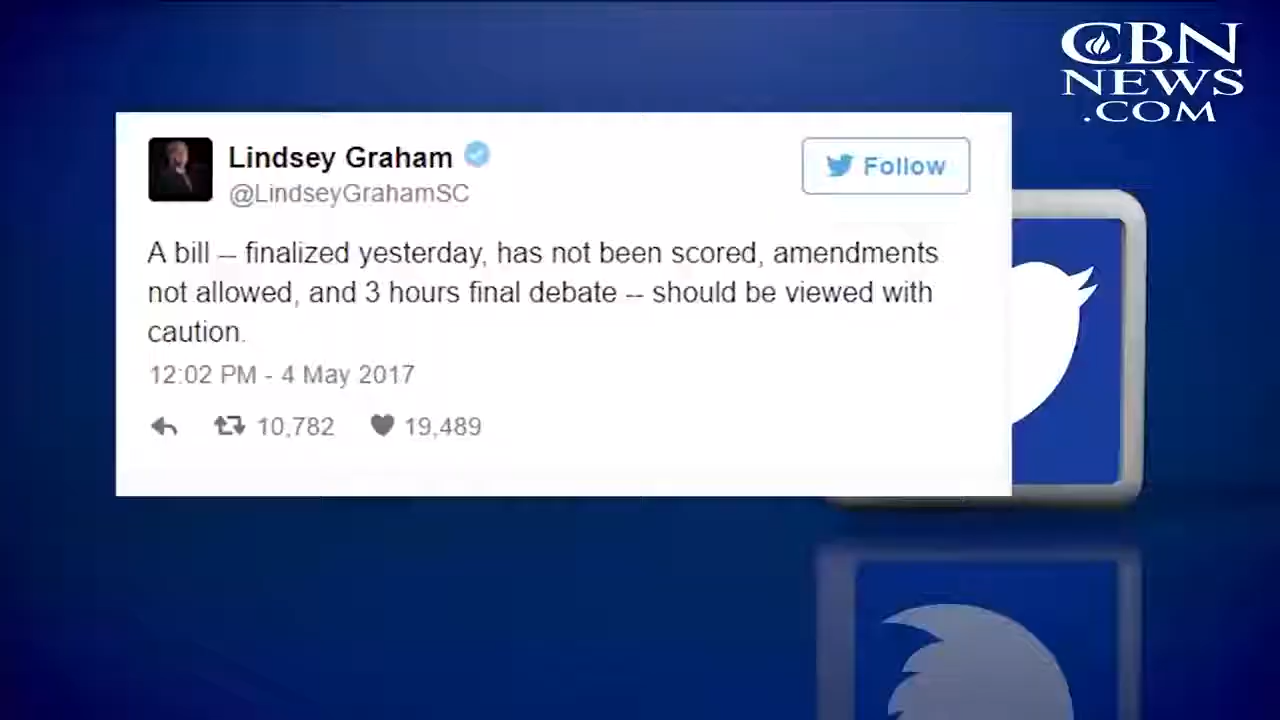 CBN
NEWS
.COM
Lindsey Graham
@LindseyGrahamSC
Follow
A bill -- finalized yesterday, has not been scored, amendments
not allowed, and 3 hours final debate -- should be viewed with
caution.
12:02 PM - 4 May 2017
10,782 19,489